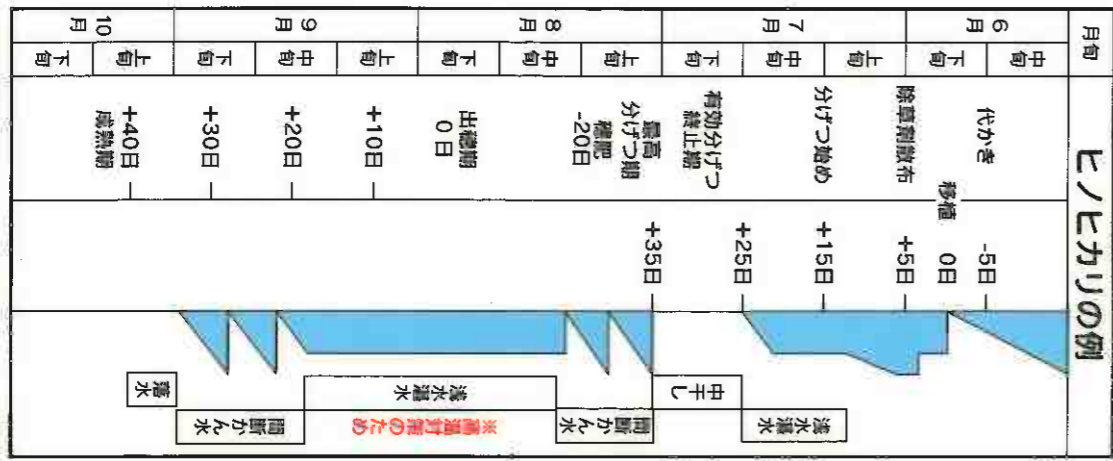 ヒノヒカリの例
月旬
6月
7月
8月
9月
10月
中旬
下旬
上旬
中旬
下旬
上旬
中旬
下旬
上旬
中旬
下旬
上旬
下旬
代かき
移植
除草剤散布
分げつ始め
有効分げつ
終止期
最高
分げつ期
穂肥
-20日
出穂期
0日
+10日
+20日
+30日
+40日
成熟期
-5日
0日
+5日
+15日
+25日
+35日
浅水灌水
中干し
間断かん水
浅水灌水
※高温対策のため
間断かん水
落水